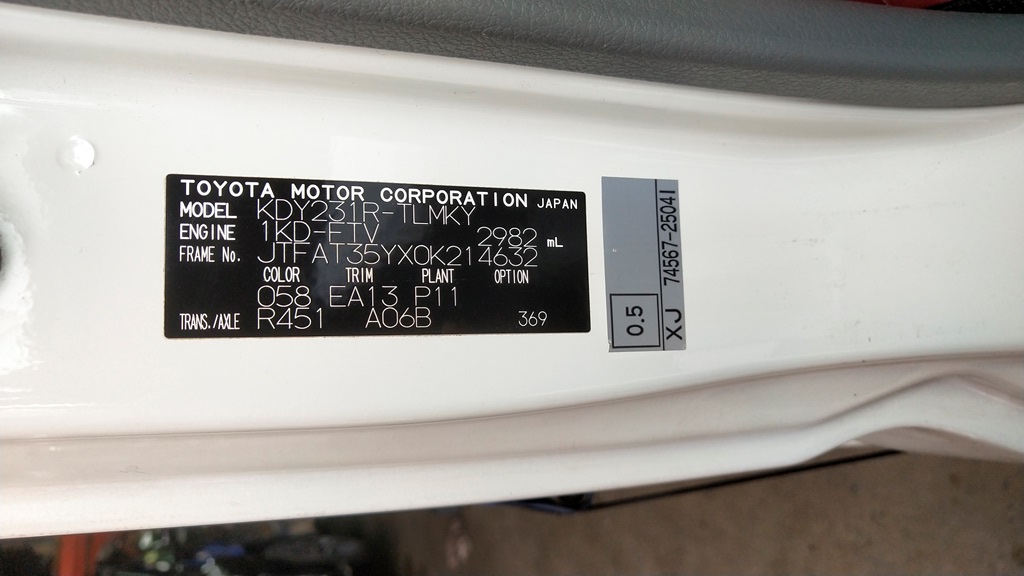 TOYOTA MOTOR CORPORATION JAPAN
MODEL KDY231R-TLMKY
ENGINE 1KD-FTV 2982 mL
FRAME No. JTFAT35YX0K214632
COLOR TRIM PLANT OPTION
058 EA13 P11
TRANS./AXLE R451 A06B 369
0.5
XJ 74567-25041